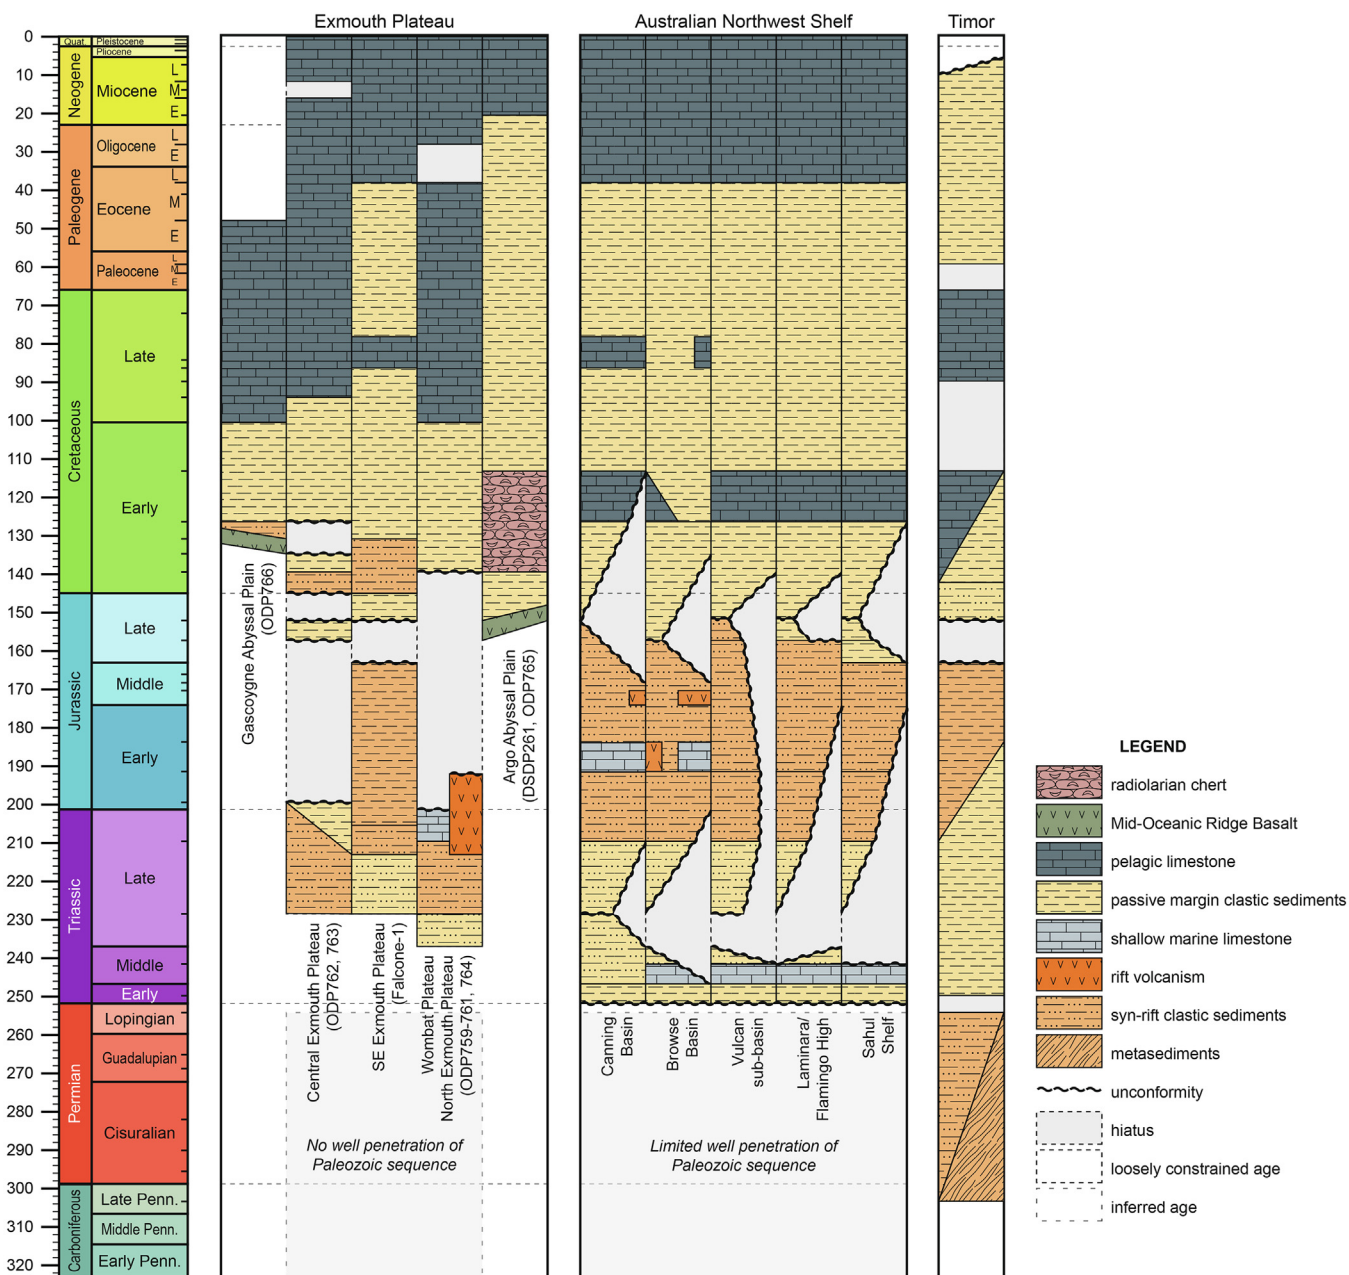 Exmouth Plateau
Australian Northwest Shelf
Timor
0
10
20
30
40
50
60
70
80
90
100
110
120
130
140
150
160
170
180
190
200
210
220
230
240
250
260
270
280
290
300
310
320
Quat.
Neogene
Paleogene
Cretaceous
Jurassic
Triassic
Permian
Carboniferous
Pleistocene
Pliocene
Miocene
L
M
E
Oligocene
L
E
Eocene
L
M
E
Paleocene
L
M
E
Late
Early
Late
Middle
Early
Late
Middle
Early
Lopingian
Guadalupian
Cisuralian
Late Penn.
Middle Penn.
Early Penn.
Gascoygne Abyssal Plain
(ODP766)
Central Exmouth Plateau
(ODP762, 763)
SE Exmouth Plateau
(Falcone-1)
Wombat Plateau
North Exmouth Plateau
(ODP759-761, 764)
Argo Abyssal Plain
(DSDP261, ODP765)
No well penetration of
Paleozoic sequence
Canning
Basin
Browse
Basin
Vulcan
sub-basin
Laminara/
Flamingo High
Sahul
Shelf
Limited well penetration of
Paleozoic sequence
LEGEND
radiolarian chert
Mid-Oceanic Ridge Basalt
pelagic limestone
passive margin clastic sediments
shallow marine limestone
rift volcanism
syn-rift clastic sediments
metasediments
unconformity
hiatus
loosely constrained age
inferred age